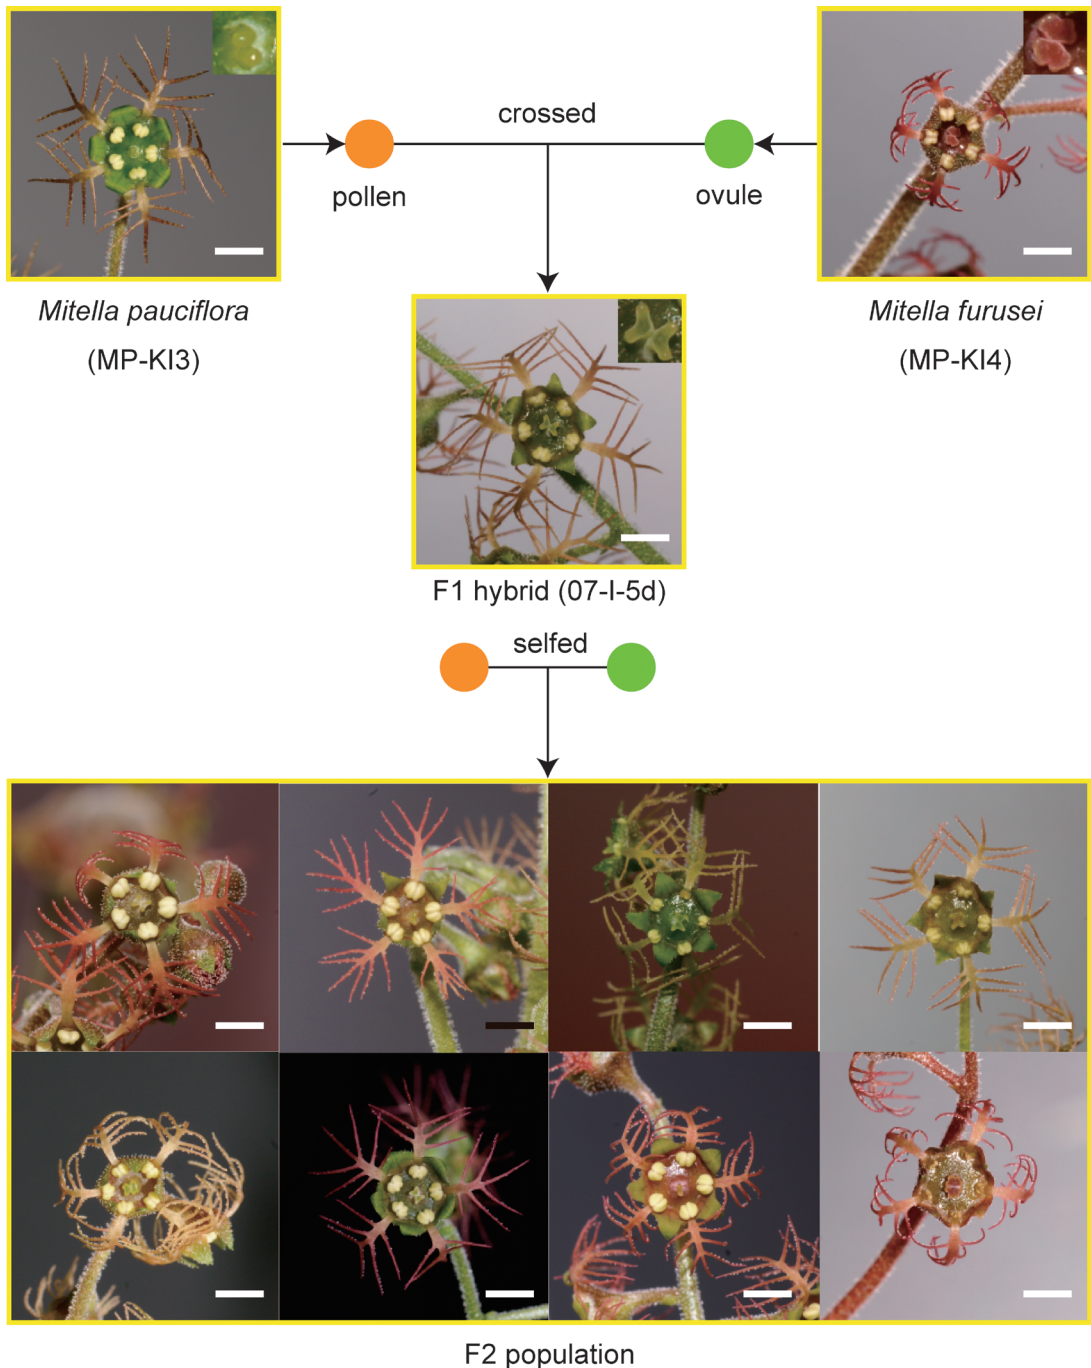 crossed
pollen
ovule
Mitella pauciflora
(MP-KI3)
Mitella furusei
(MP-KI4)
F1 hybrid (07-I-5d)
selfed
F2 population